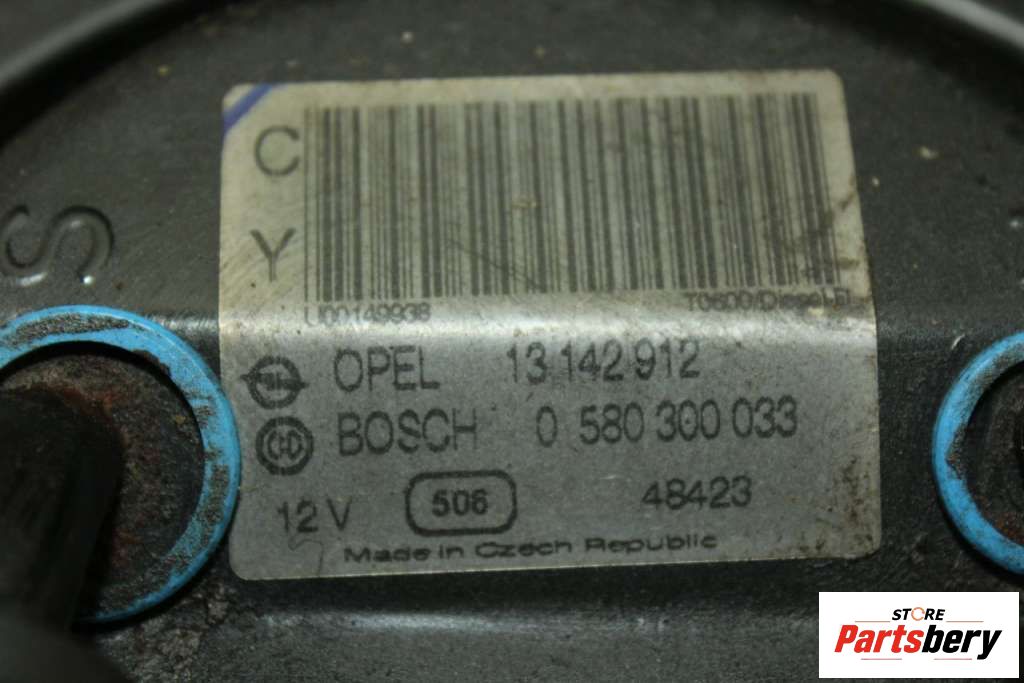 S
C
Y
U00149938
T0600/Diesel
OPEL 13 142 912
BOSCH 0 580 300 033
12 V 506 48423
Made in Czech Republic
STORE
Partsbery